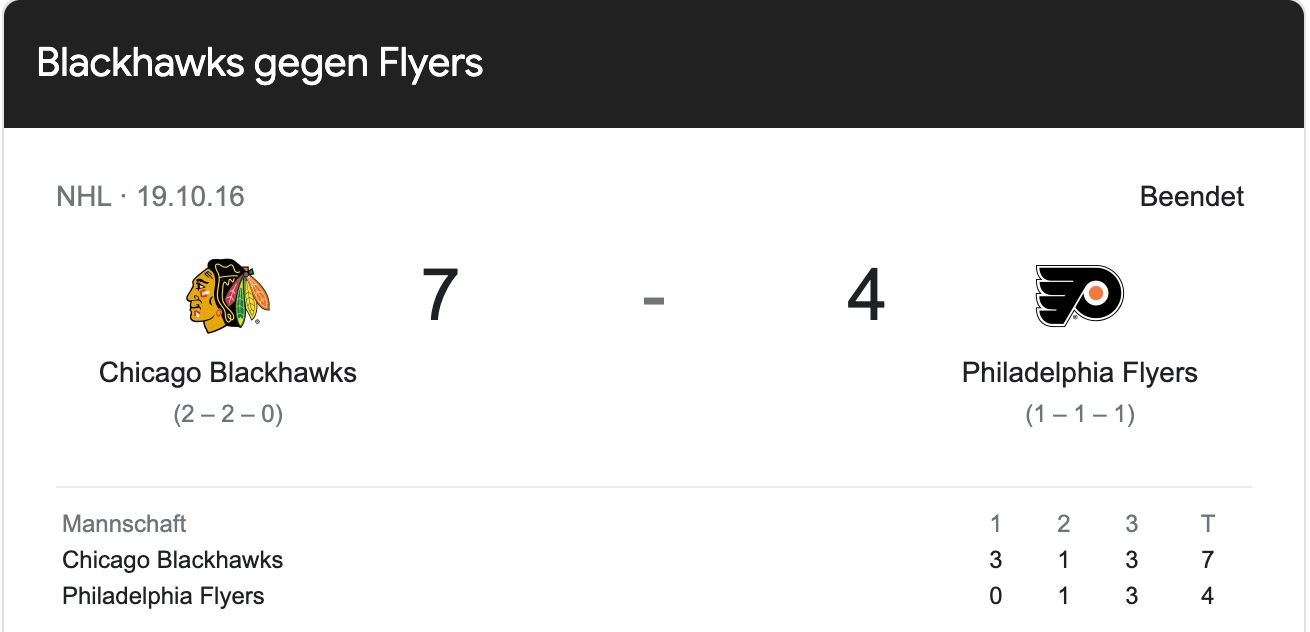 Blackhawks gegen Flyers
NHL · 19.10.16 Beendet
7 - 4
Chicago Blackhawks Philadelphia Flyers
(2 – 2 – 0) (1 – 1 – 1)
Mannschaft 1 2 3 T
Chicago Blackhawks 3 1 3 7
Philadelphia Flyers 0 1 3 4